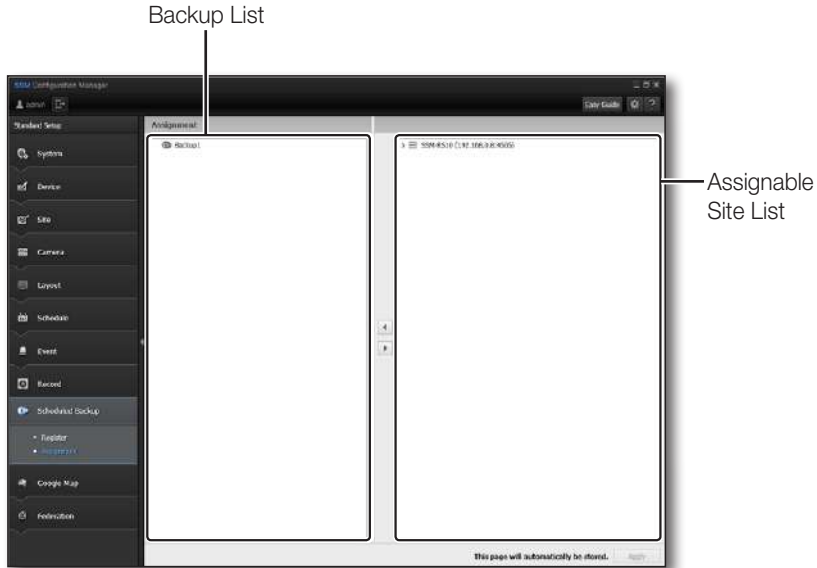 Backup List
SSM Configuration Manager
admin
Easy Guide
?
Standard Setup
Assignment
System
Backup1
Device
Site
Camera
Layout
Schedule
Event
Record
Scheduled Backup
Register
Assignment
Google Map
Federation
Assignable
Site List
This page will automatically be stored.
Apply